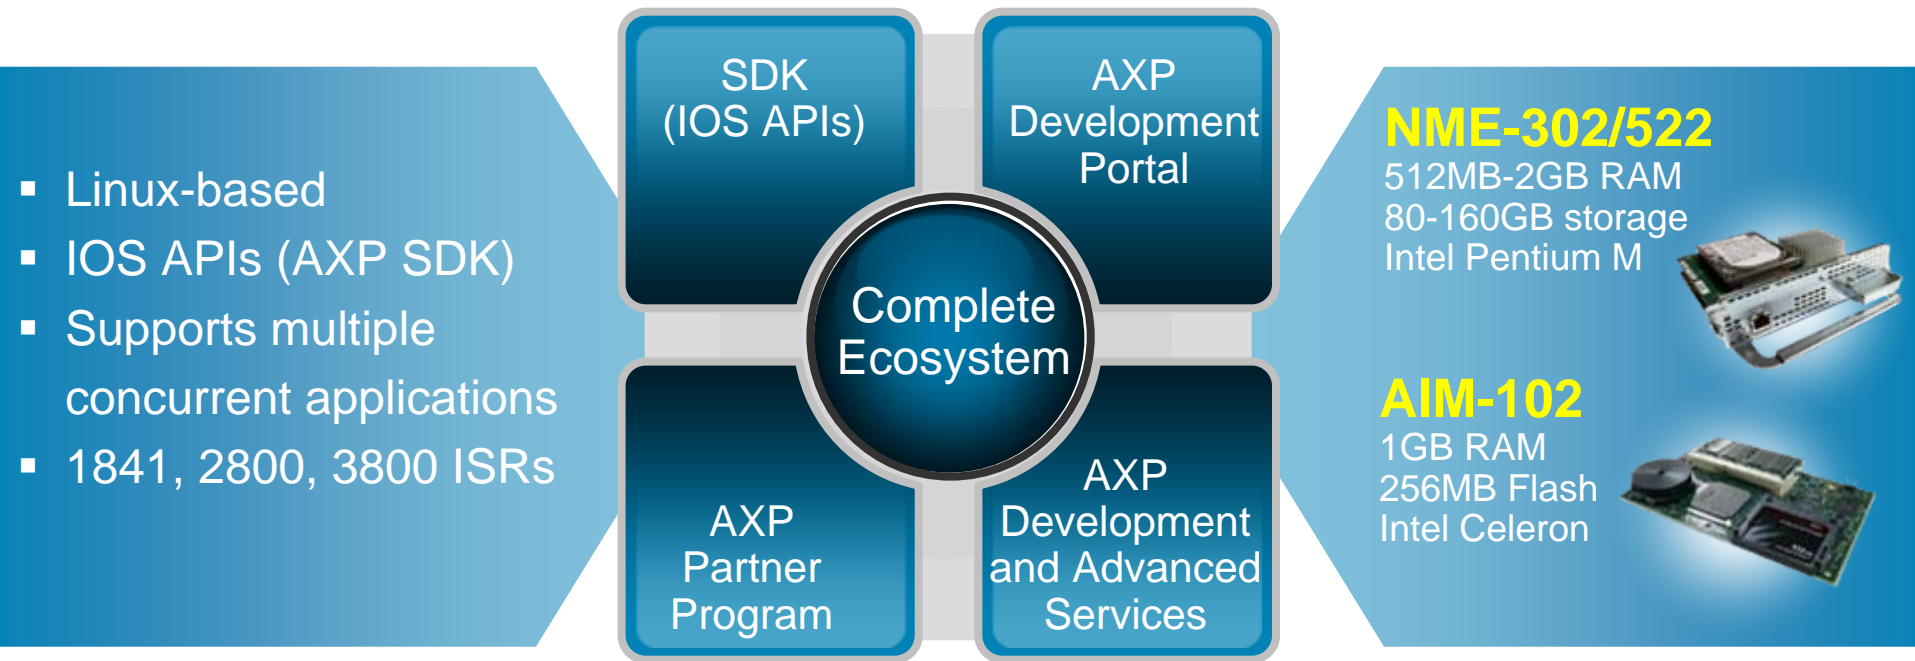 ▪ Linux-based
▪ IOS APIs (AXP SDK)
▪ Supports multiple
concurrent applications
▪ 1841, 2800, 3800 ISRs
SDK
(IOS APIs)
AXP
Development
Portal
Complete
Ecosystem
AXP
Partner
Program
AXP
Development
and Advanced
Services
NME-302/522
512MB-2GB RAM
80-160GB storage
Intel Pentium M
AIM-102
1GB RAM
256MB Flash
Intel Celeron